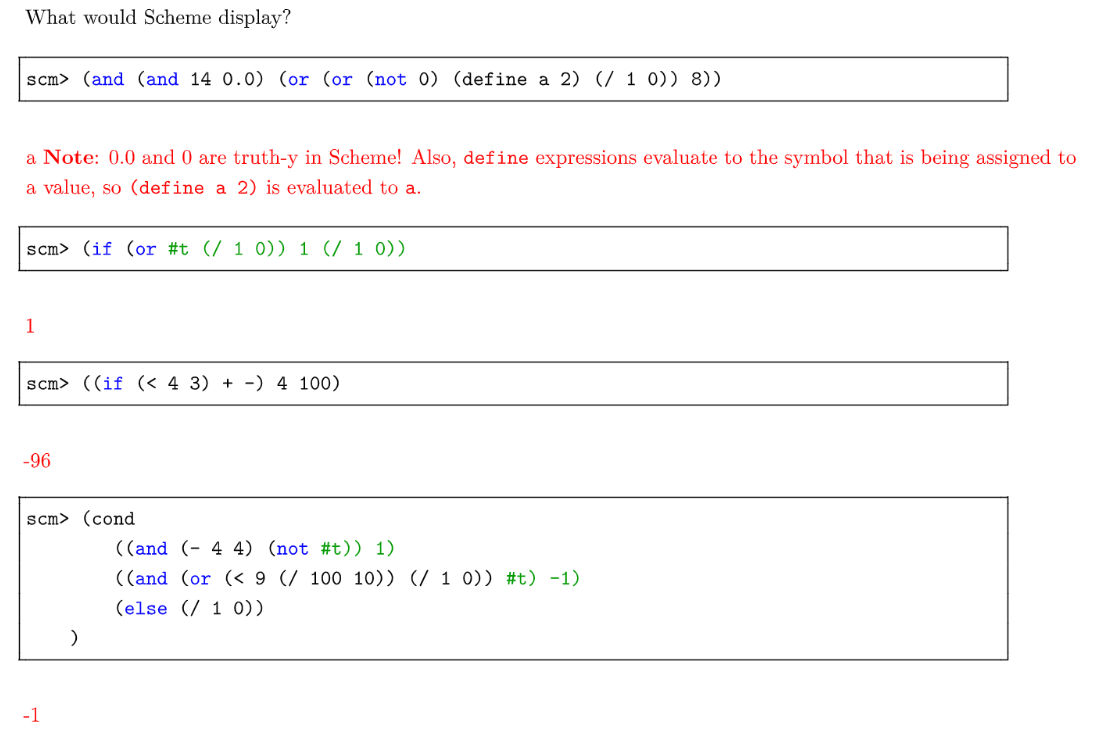 What would Scheme display?
scm> (and (and 14 0.0) (or (or (not 0) (define a 2) (/ 1 0)) 8))
a Note: 0.0 and 0 are truth-y in Scheme! Also, define expressions evaluate to the symbol that is being assigned to
a value, so (define a 2) is evaluated to a.
scm> (if (or #t (/ 1 0)) 1 (/ 1 0))
1
scm> ((if (< 4 3) + -) 4 100)
-96
scm> (cond
((and (- 4 4) (not #t)) 1)
((and (or (< 9 (/ 100 10)) (/ 1 0)) #t) -1)
(else (/ 1 0))
)
-1